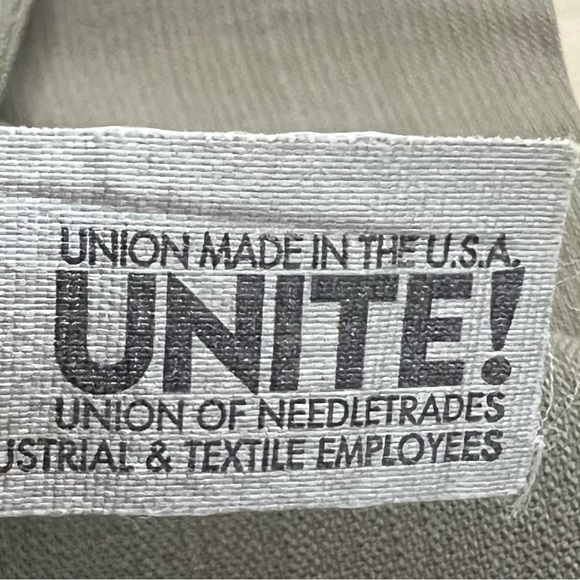 UNION MADE IN THE U.S.A.
UNITE!
UNION OF NEEDLETRADES
USTRIAL & TEXTILE EMPLOYEES